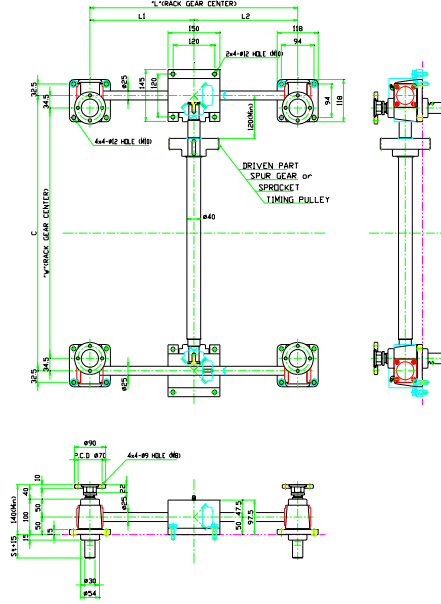 "L"(RACK GEAR CENTER)
L1
L2
150
118
120
94
2x4-ø12 HOLE (M10)
32.5
34.5
ø25
145
120
94
118
120(Min)
4x4-ø12 HOLE (M10)
DRIVEN PART
SPUR GEAR or
SPROCKET
TIMING PULLEY
C
"W"(RACK GEAR CENTER)
ø40
34.5
32.5
ø25
ø90
P.C.D ø70
4x4-ø9 HOLE (M8)
10
22
40
140(Min)
50
100
50
ø25
15
15
St+15
47.5
97.5
50
ø30
ø54